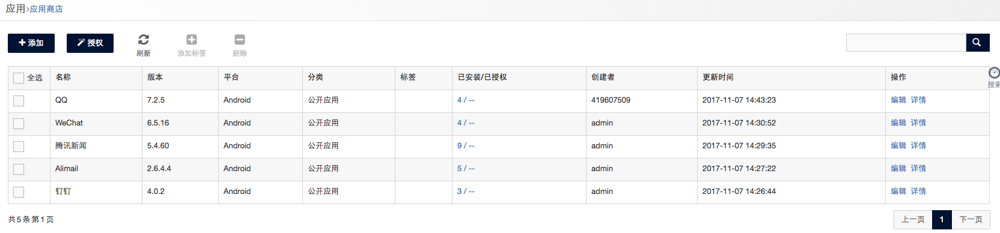 应用>应用商店
添加 授权 刷新 添加标签 删除
全选 名称 版本 平台 分类 标签 已安装/已授权 创建者 更新时间 操作
搜索
QQ 7.2.5 Android 公开应用 4 / -- 419607509 2017-11-07 14:43:23 编辑 详情
WeChat 6.5.16 Android 公开应用 4 / -- admin 2017-11-07 14:30:52 编辑 详情
腾讯新闻 5.4.60 Android 公开应用 9 / -- admin 2017-11-07 14:29:35 编辑 详情
Alimail 2.6.4.4 Android 公开应用 5 / -- admin 2017-11-07 14:27:22 编辑 详情
钉钉 4.0.2 Android 公开应用 3 / -- admin 2017-11-07 14:26:44 编辑 详情
共5条第1页 上一页 1 下一页